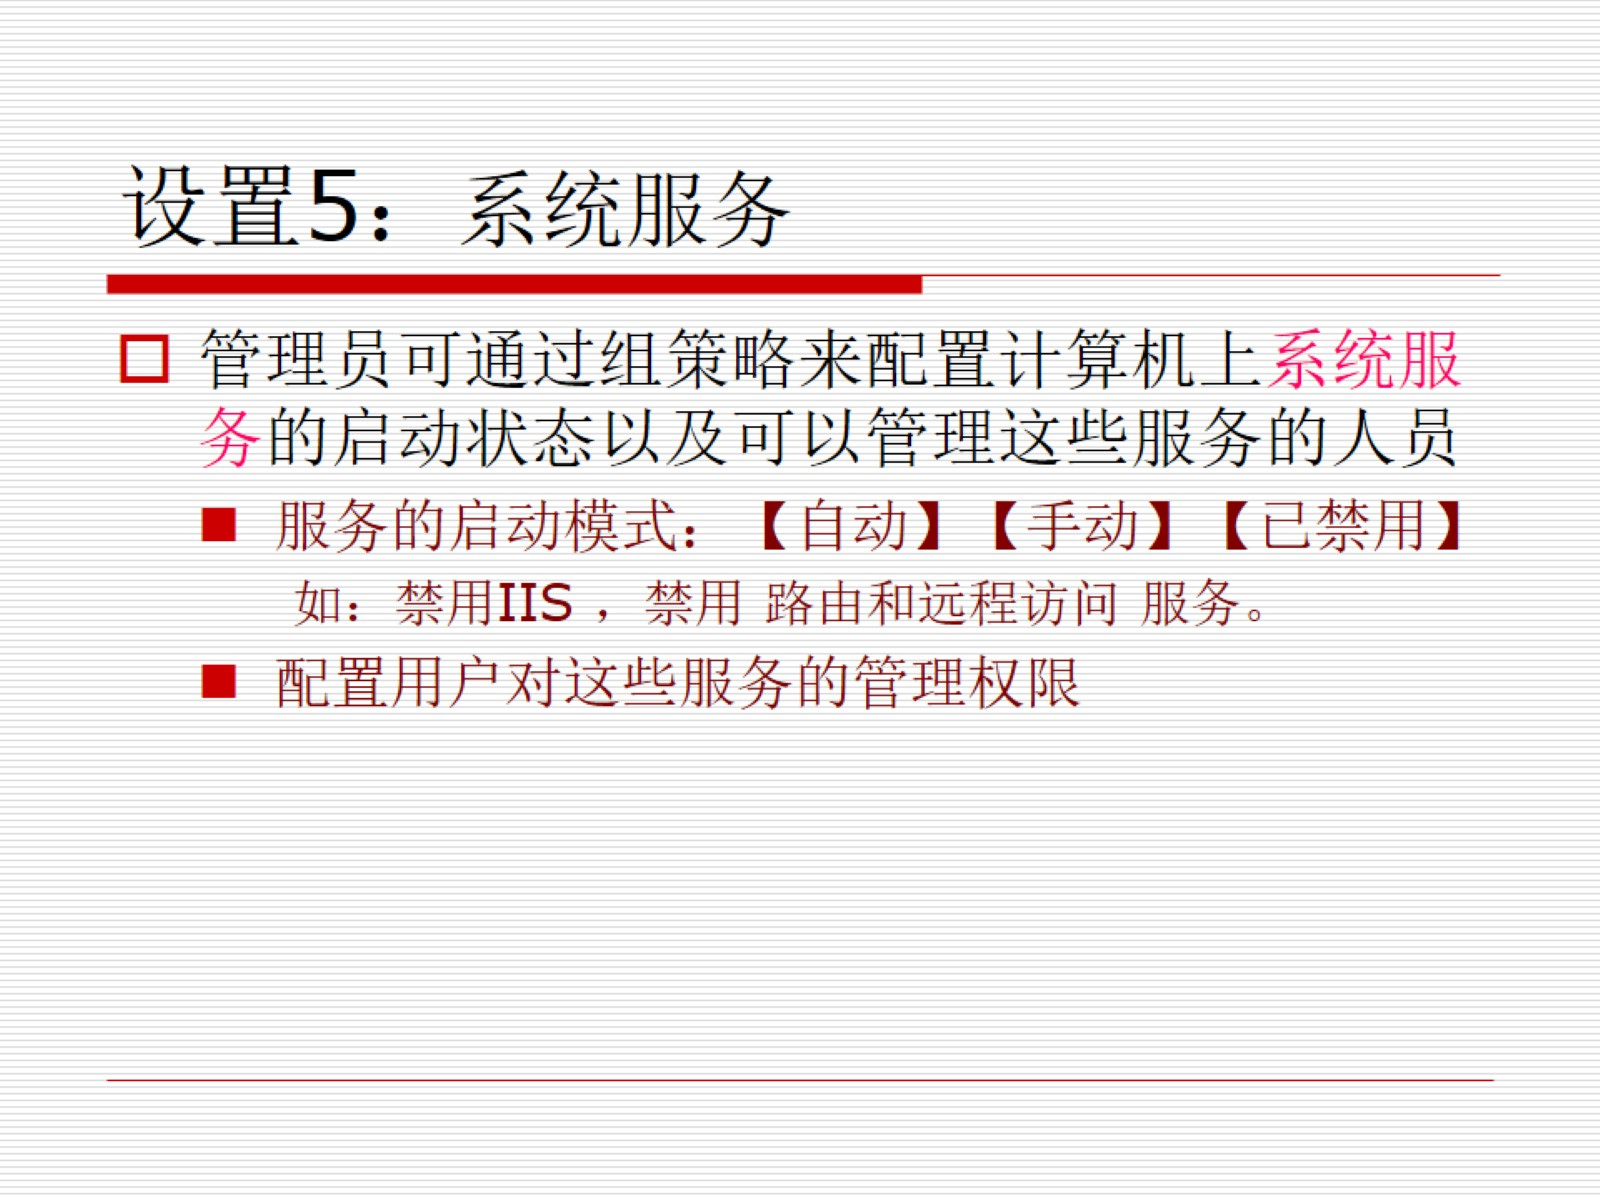 设置5：系统服务
管理员可通过组策略来配置计算机上系统服
务的启动状态以及可以管理这些服务的人员
服务的启动模式：【自动】【手动】【已禁用】
如：禁用IIS ，禁用 路由和远程访问 服务。
配置用户对这些服务的管理权限